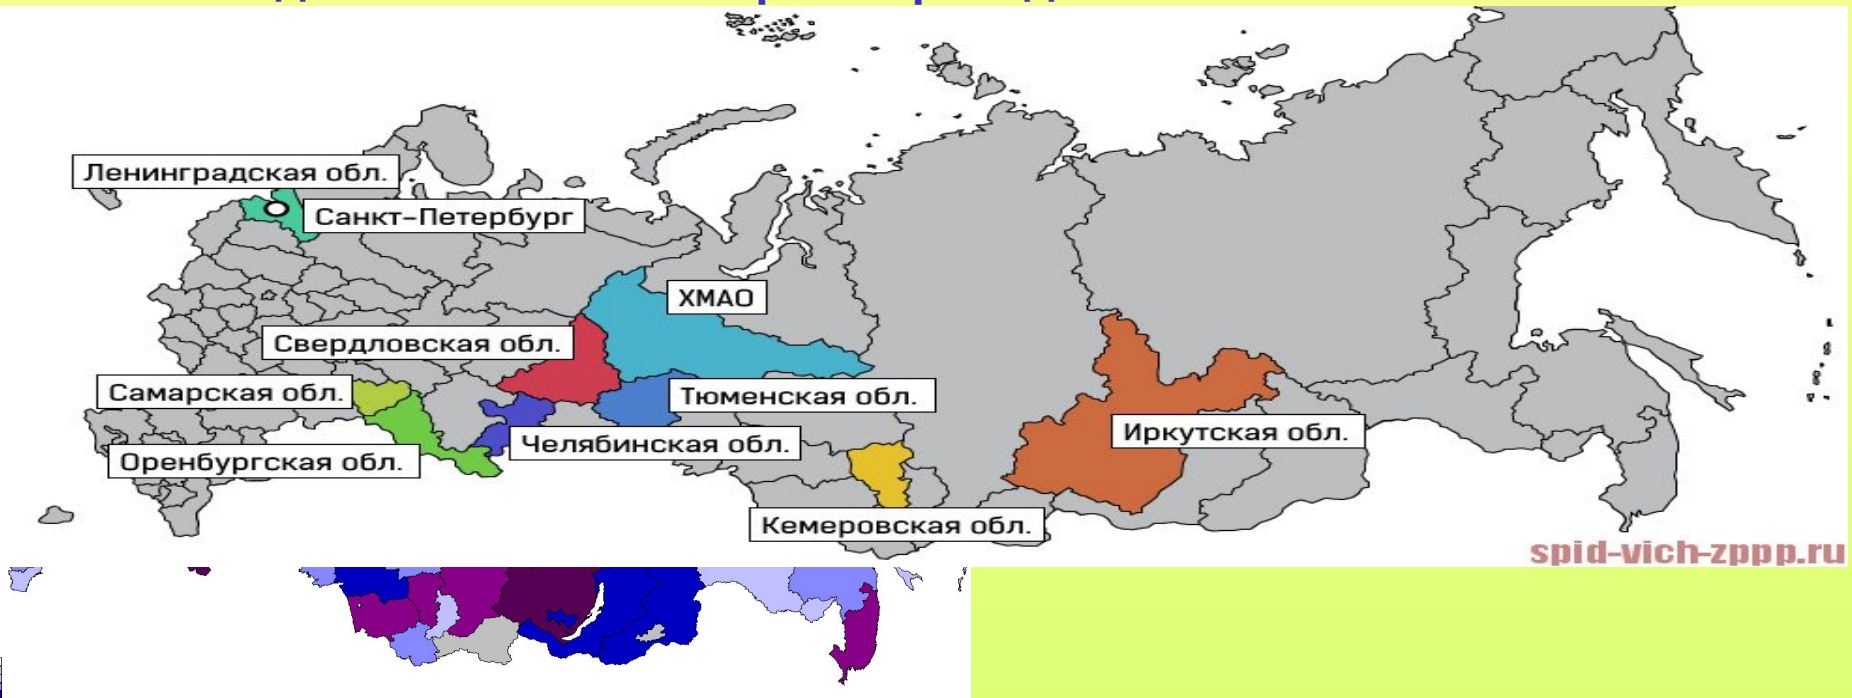 Ленинградская обл.
Санкт-Петербург
ХМАО
Свердловская обл.
Самарская обл.
Тюменская обл.
Иркутская обл.
Челябинская обл.
Оренбургская обл.
Кемеровская обл.
spid-vich-zppp.ru